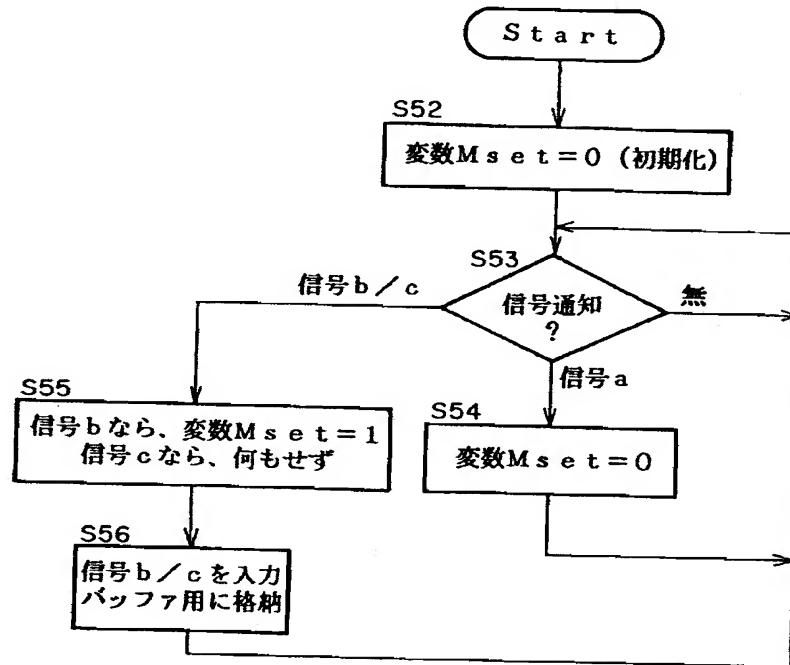 Start
S52
変数Mset=0(初期化)
S53
信号b/c
信号通知
?
無
信号a
S55
信号bなら、変数Mset=1
信号cなら、何もせず
S54
変数Mset=0
S56
信号b/cを入力
バッファ用に格納